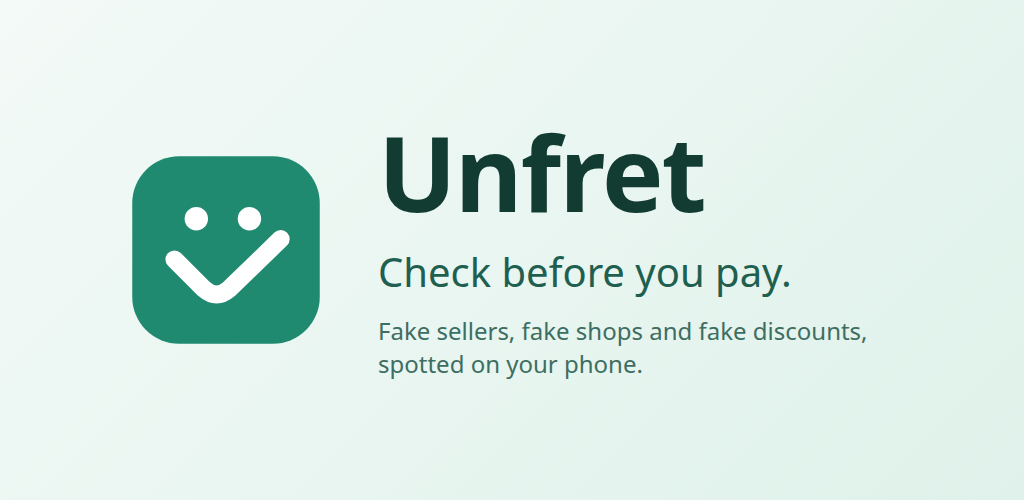 Unfret
Check before you pay.
Fake sellers, fake shops and fake discounts,
spotted on your phone.